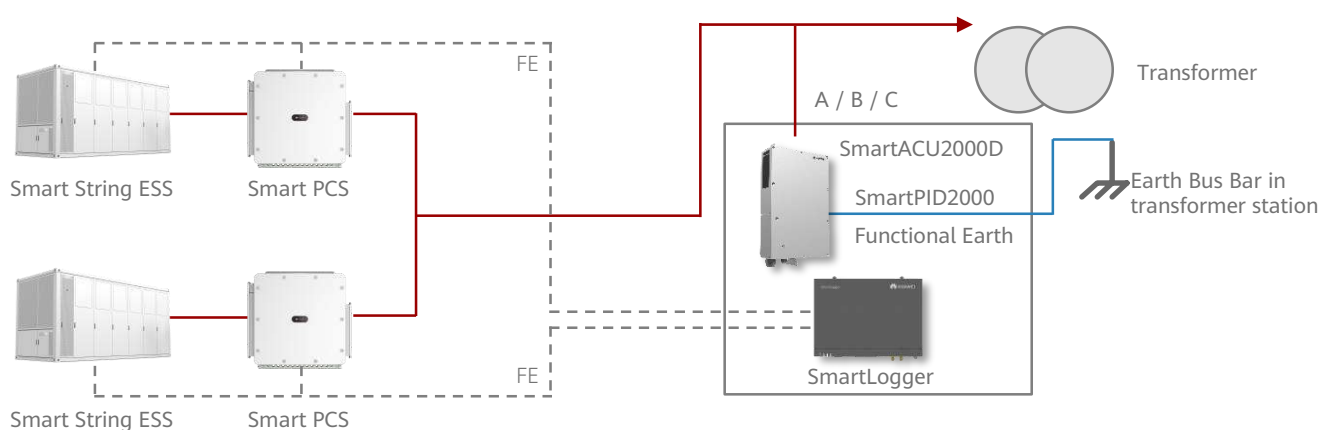 FE
Transformer
A / B / C
SmartACU2000D
Smart String ESS
Smart PCS
SmartPID2000
Earth Bus Bar in
transformer station
Functional Earth
HUAWEI
SmartLogger
FE
Smart String ESS
Smart PCS